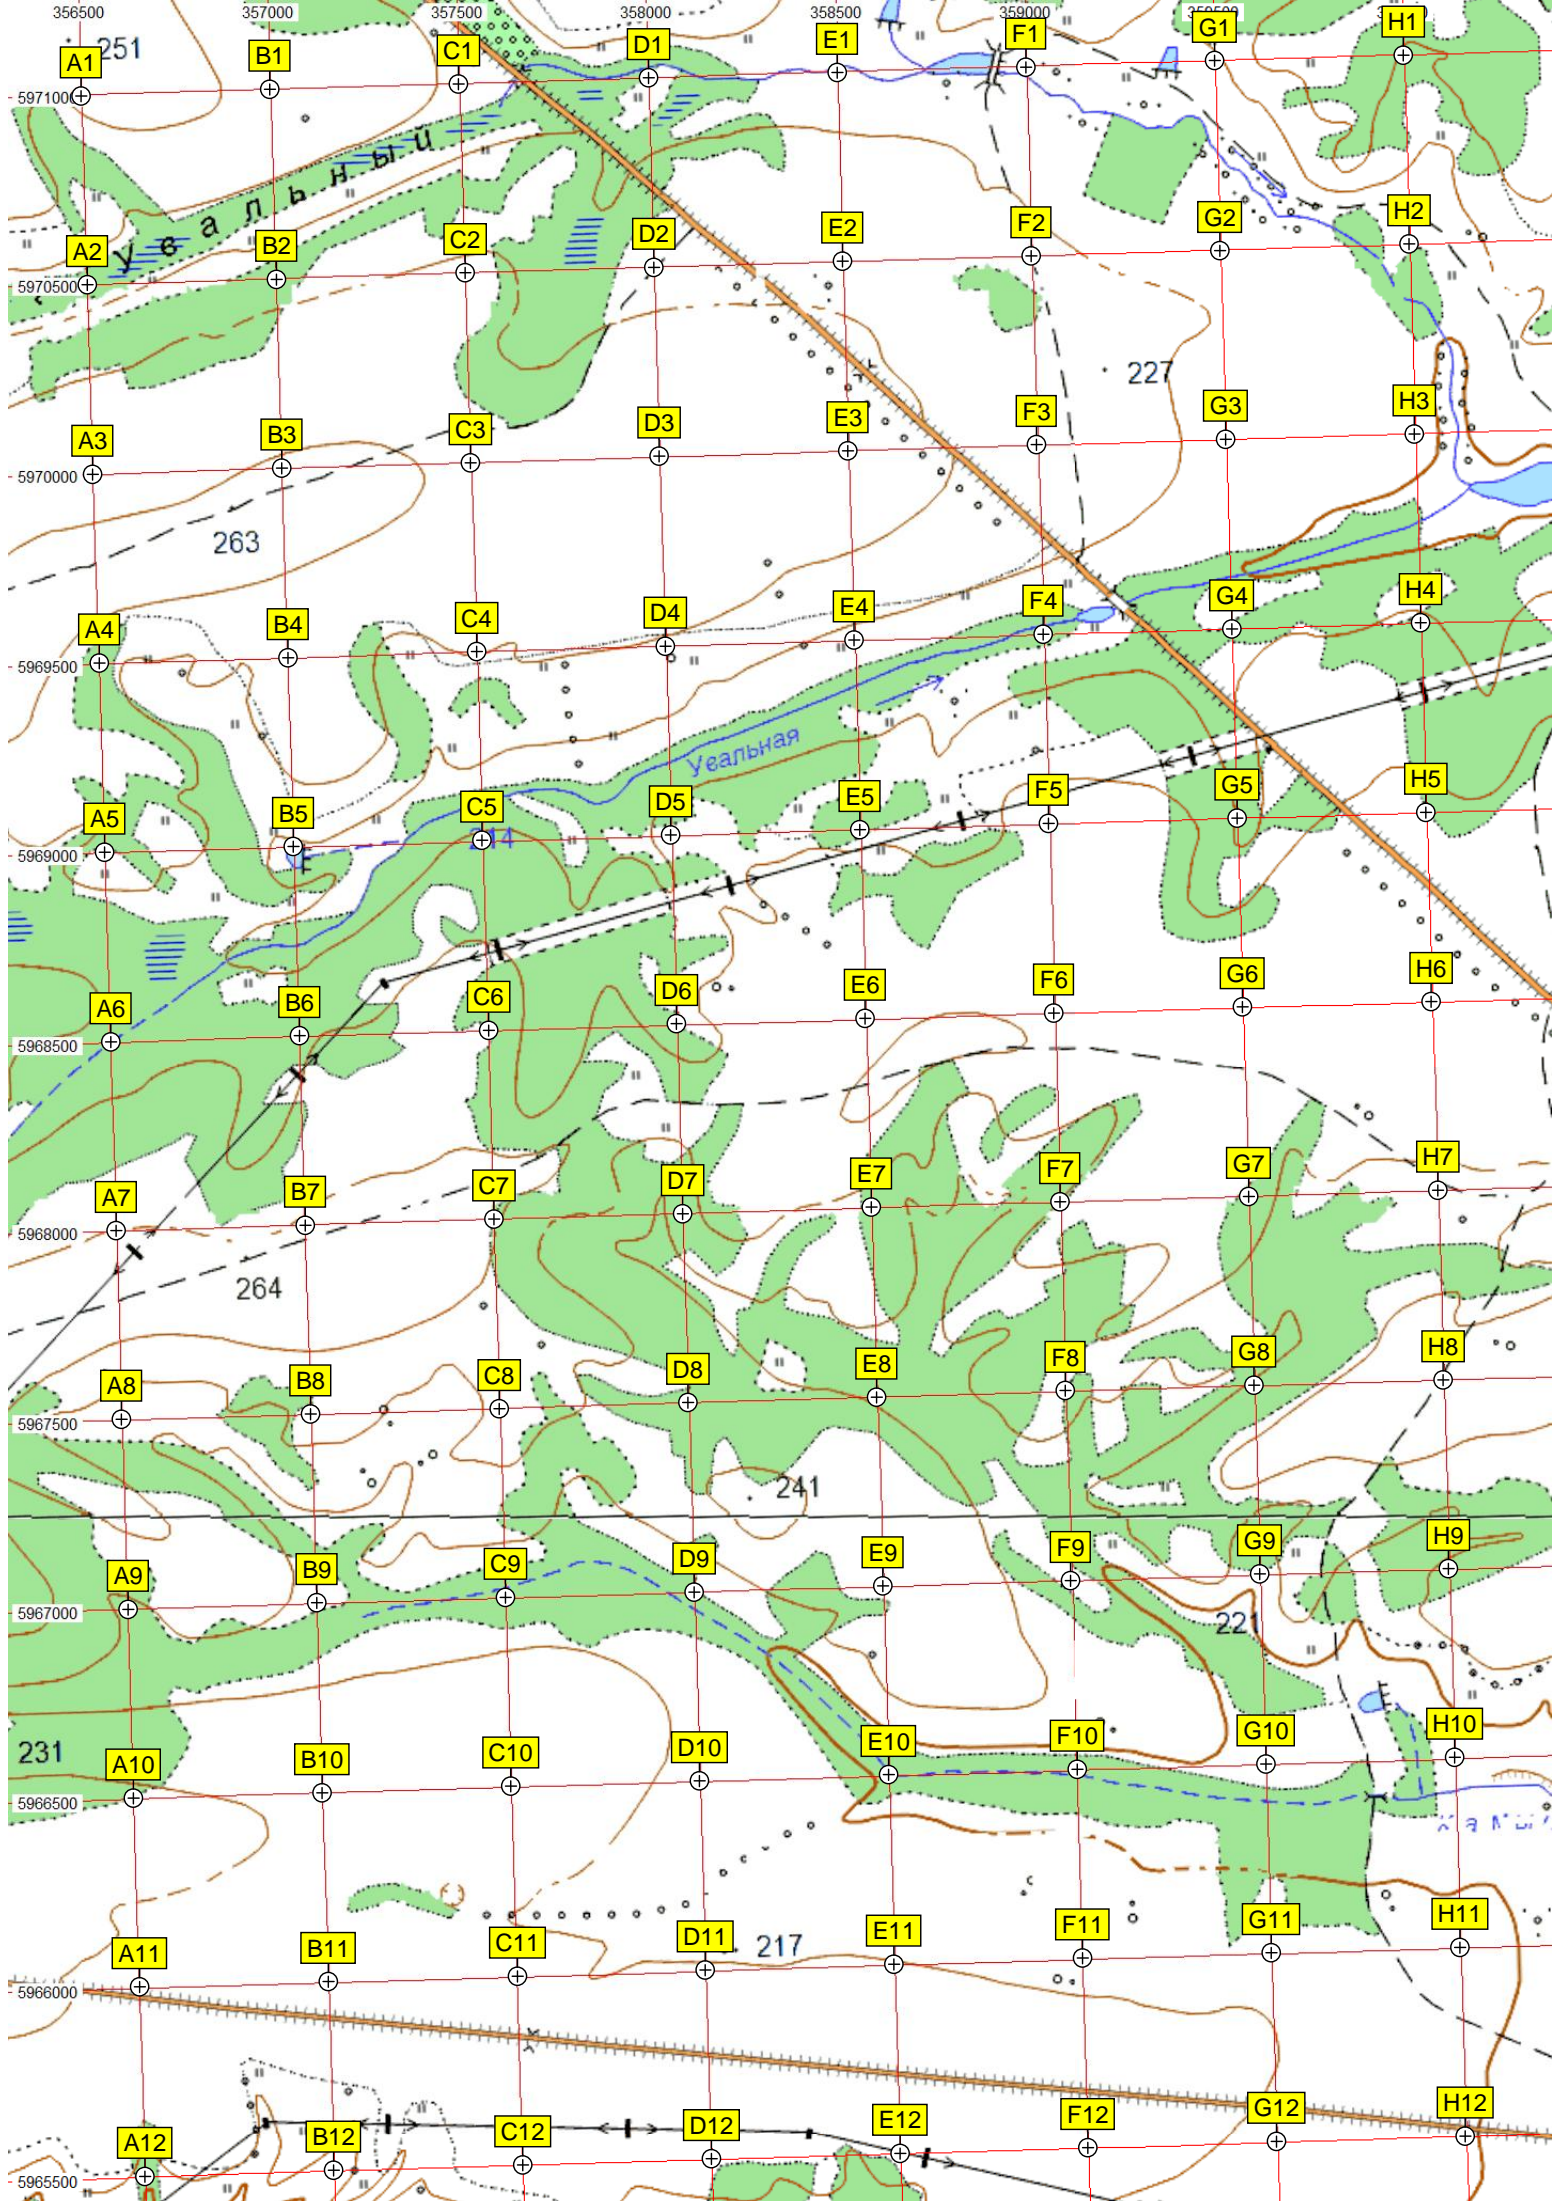 356500 357000 357500 358000 358500 359000
A1 251 B1 C1 D1 E1 F1 G1 H1
5971000
Увальный
A2 B2 C2 D2 E2 F2 G2 H2
5970500
227
A3 B3 C3 D3 E3 F3 G3 H3
5970000
263
A4 B4 C4 D4 E4 F4 G4 H4
5969500
Увальная
A5 B5 C5 D5 E5 F5 G5 H5
5969000
A6 B6 C6 D6 E6 F6 G6 H6
5968500
A7 B7 C7 D7 E7 F7 G7 H7
5968000
264
A8 B8 C8 D8 E8 F8 G8 H8
5967500
241
A9 B9 C9 D9 E9 F9 G9 H9
5967000
221
231
A10 B10 C10 D10 E10 F10 G10 H10
5966500
A11 B11 C11 D11 217 E11 F11 G11 H11
5966000
A12 B12 C12 D12 E12 F12 G12 H12
5965500